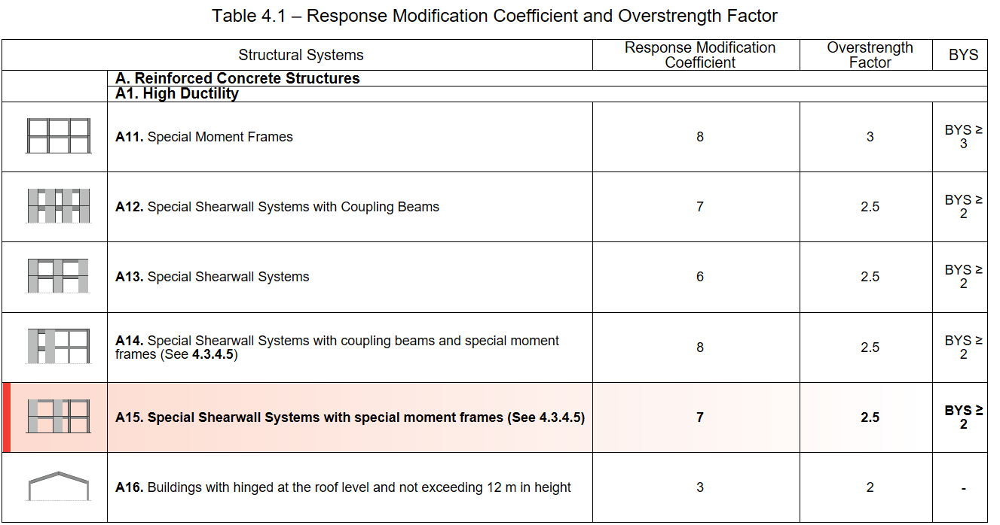 Table 4.1 – Response Modification Coefficient and Overstrength Factor
Structural Systems
Response Modification
Coefficient
Overstrength
Factor
BYS
A. Reinforced Concrete Structures
A1. High Ductility
A11. Special Moment Frames
8
3
BYS ≥
3
A12. Special Shearwall Systems with Coupling Beams
7
2.5
BYS ≥
2
A13. Special Shearwall Systems
6
2.5
BYS ≥
2
A14. Special Shearwall Systems with coupling beams and special moment
frames (See 4.3.4.5)
8
2.5
BYS ≥
2
A15. Special Shearwall Systems with special moment frames (See 4.3.4.5)
7
2.5
BYS ≥
2
A16. Buildings with hinged at the roof level and not exceeding 12 m in height
3
2
-